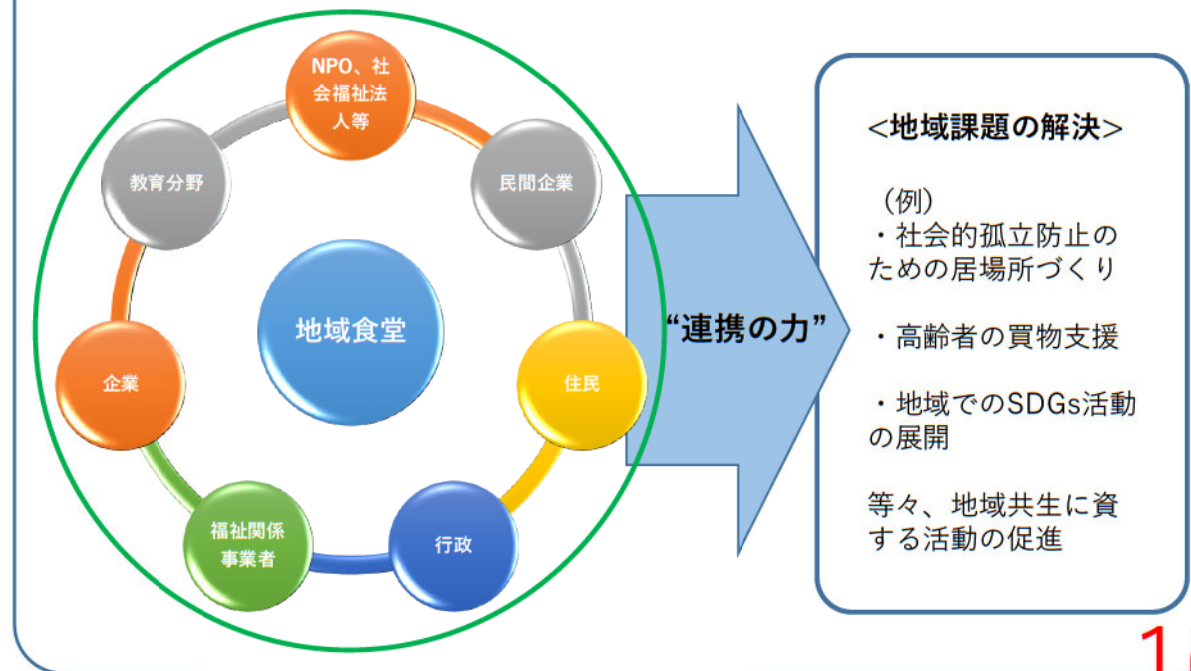 NPO、社
会福祉法
人等
教育分野
民間企業
地域食堂
企業
住民
福祉関係
事業者
行政
“連携の力”
<地域課題の解決>
（例）
・社会的孤立防止の
ための居場所づくり
・高齢者の買物支援
・地域でのSDGs活動
の展開
等々、地域共生に資
する活動の促進
1